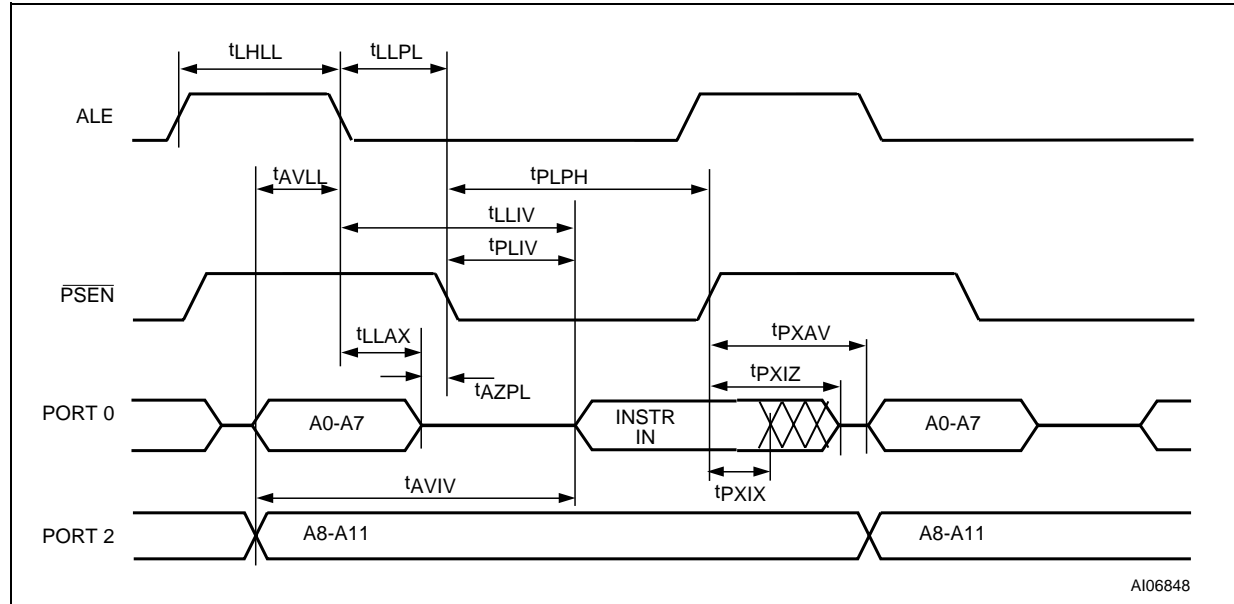 tLHLL
tLLPL
ALE
tAVLL
tPLPH
tLLIV
tPLIV
PSEN
tLLAX
tPXAV
tAZPL
tPXIZ
PORT 0
A0-A7
INSTR
IN
A0-A7
tAVIV
tPXIX
PORT 2
A8-A11
A8-A11
AI06848